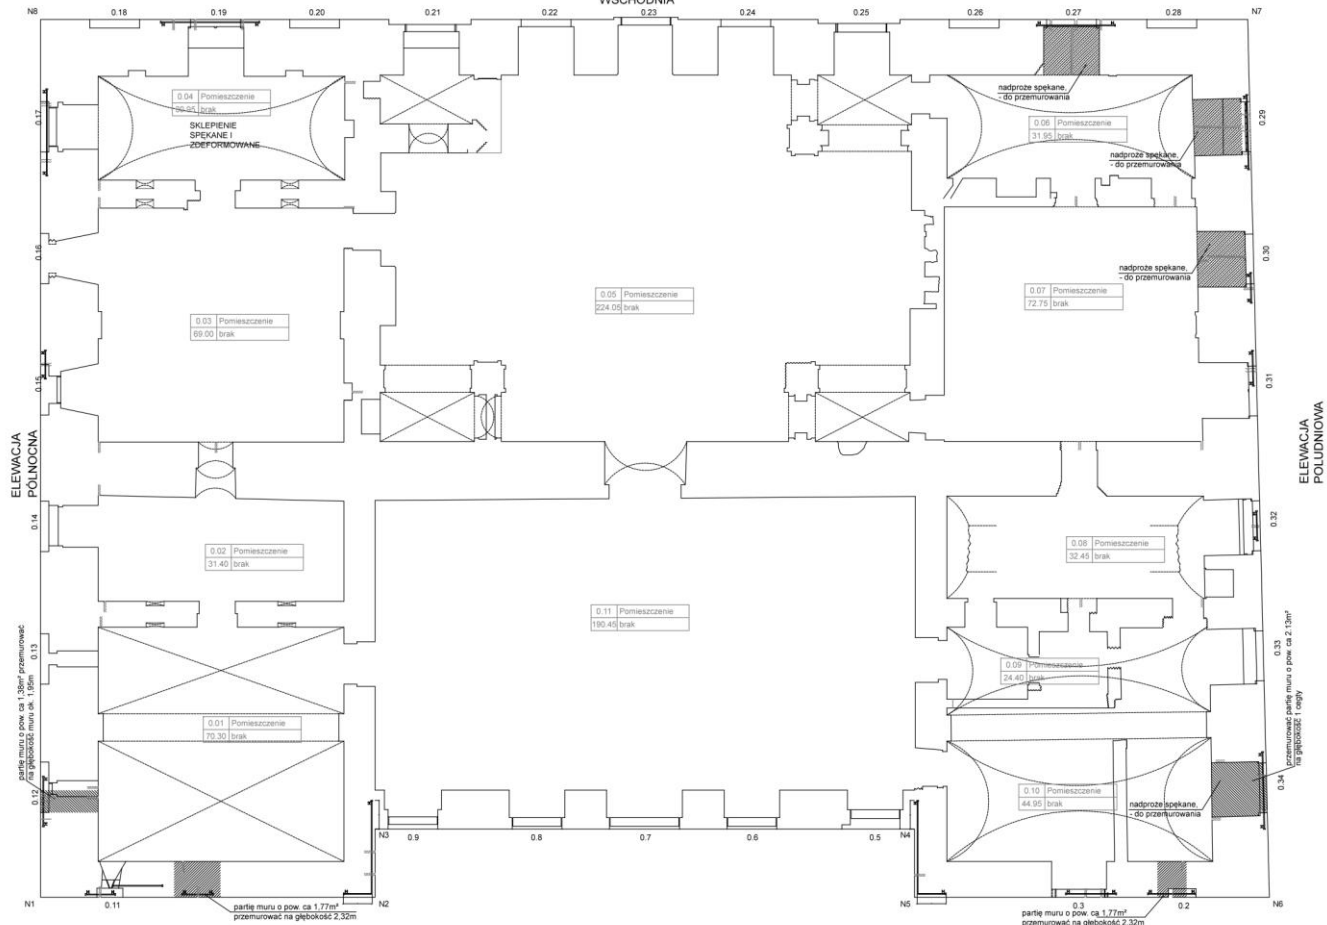 WSCHODNIA
N8
0.18
0.19
0.20
0.21
0.22
0.23
0.24
0.25
0.26
0.27
0.28
N7
0.17
0.04 Pomieszczenie
brak
SKLEPIENIE
SPĘKANE I
ZDEFORMOWANE
nadproże spękane,
- do przemurowania
0.06 Pomieszczenie
31.95 brak
0.29
nadproże spękane,
- do przemurowania
0.16
0.30
nadproże spękane,
- do przemurowania
0.05 Pomieszczenie
224.05 brak
0.07 Pomieszczenie
72.75 brak
0.03 Pomieszczenie
69.00 brak
0.15
0.31
ELEWACJA
PÓŁNOCNA
ELEWACJA
POŁUDNIOWA
0.14
0.32
0.02 Pomieszczenie
31.40 brak
0.08 Pomieszczenie
32.45 brak
0.11 Pomieszczenie
190.45 brak
0.13
0.33
0.09 Pomieszczenie
24.40 brak
partię muru o pow. ca 1,38m² przemurować
na głębokość muru ok. 1,95m
przemurować partię muru o pow. ca 2.13m²
na głębokość 1 cegły
0.01 Pomieszczenie
70.30 brak
0.12
0.34
0.10 Pomieszczenie
44.95 brak
nadproże spękane,
- do przemurowania
N3
0.9
0.8
0.7
0.6
0.5
N4
N1
0.11
N2
N5
0.3
0.2
N6
partię muru o pow. ca 1,77m²
przemurować na głębokość 2,32m
partię muru o pow. ca 1,77m²
przemurować na głębokość 2,32m